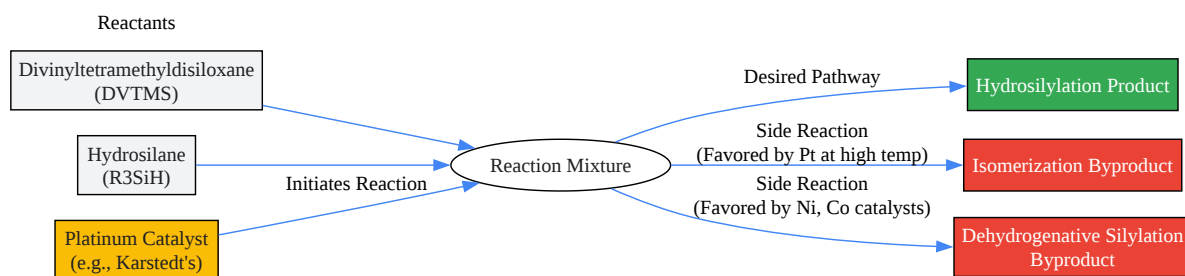 Reactants
Divinyltetramethyldisiloxane
(DVTMS)
Hydrosilane
(R3SiH)
Platinum Catalyst
(e.g., Karstedt's)
Initiates Reaction
Reaction Mixture
Desired Pathway
Side Reaction
(Favored by Pt at high temp)
Side Reaction
(Favored by Ni, Co catalysts)
Hydrosilylation Product
Isomerization Byproduct
Dehydrogenative Silylation
Byproduct